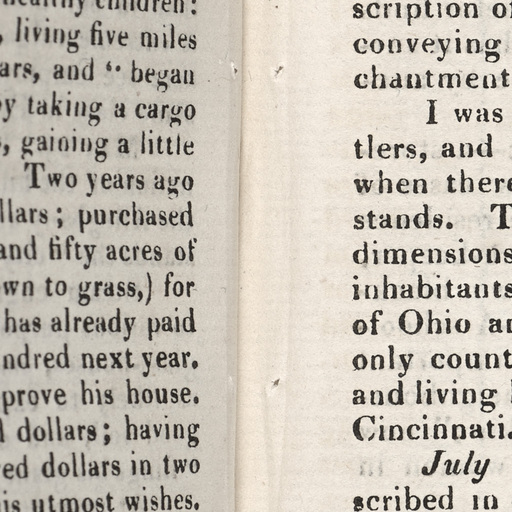 healthy children:
, living five miles
ars, and “ began
y taking a cargo
, gaining a little
Two years ago
llars; purchased
and fifty acres of
wn to grass,) for
has already paid
ndred next year.
prove his house.
l dollars; having
ed dollars in two
is utmost wishes.
scription of
conveying
chantment
I was
tlers, and
when there
stands. T
dimensions
inhabitants
of Ohio an
only count
and living
Cincinnati.
July
scribed in